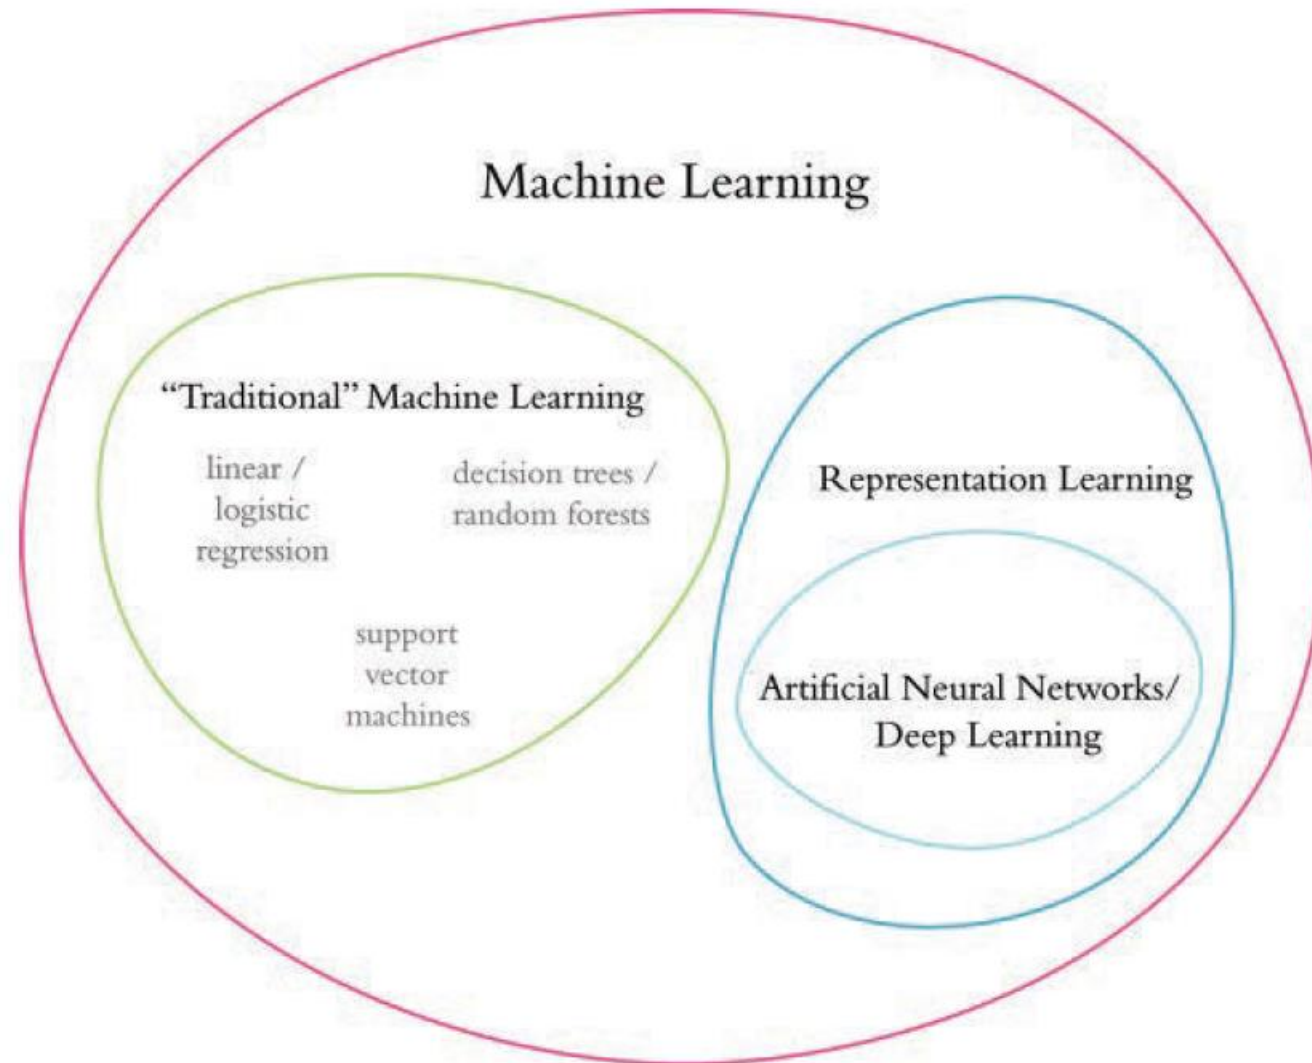 Machine Learning
“Traditional” Machine Learning
linear /
logistic
regression
decision trees /
random forests
support
vector
machines
Representation Learning
Artificial Neural Networks/
Deep Learning